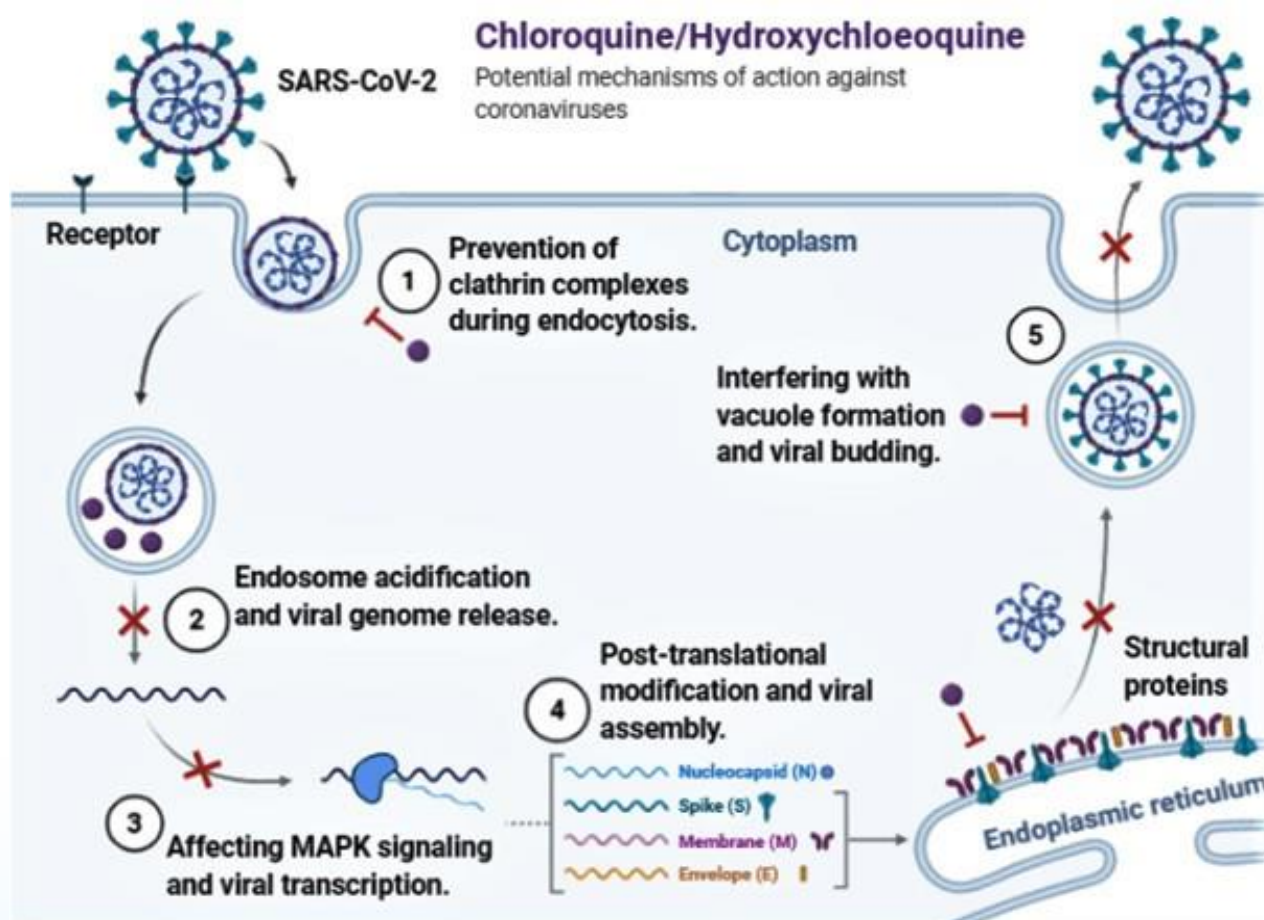 Chloroquine/Hydroxychloeoquine
Potential mechanisms of action against
coronaviruses
SARS-CoV-2
Receptor
Cytoplasm
1
Prevention of
clathrin complexes
during endocytosis.
5
Interfering with
vacuole formation
and viral budding.
2
Endosome acidification
and viral genome release.
3
Affecting MAPK signaling
and viral transcription.
4
Post-translational
modification and viral
assembly.
Nucleocapsid (N)
Spike (S)
Membrane (M)
Envelope (E)
Structural
proteins
Endoplasmic reticulum